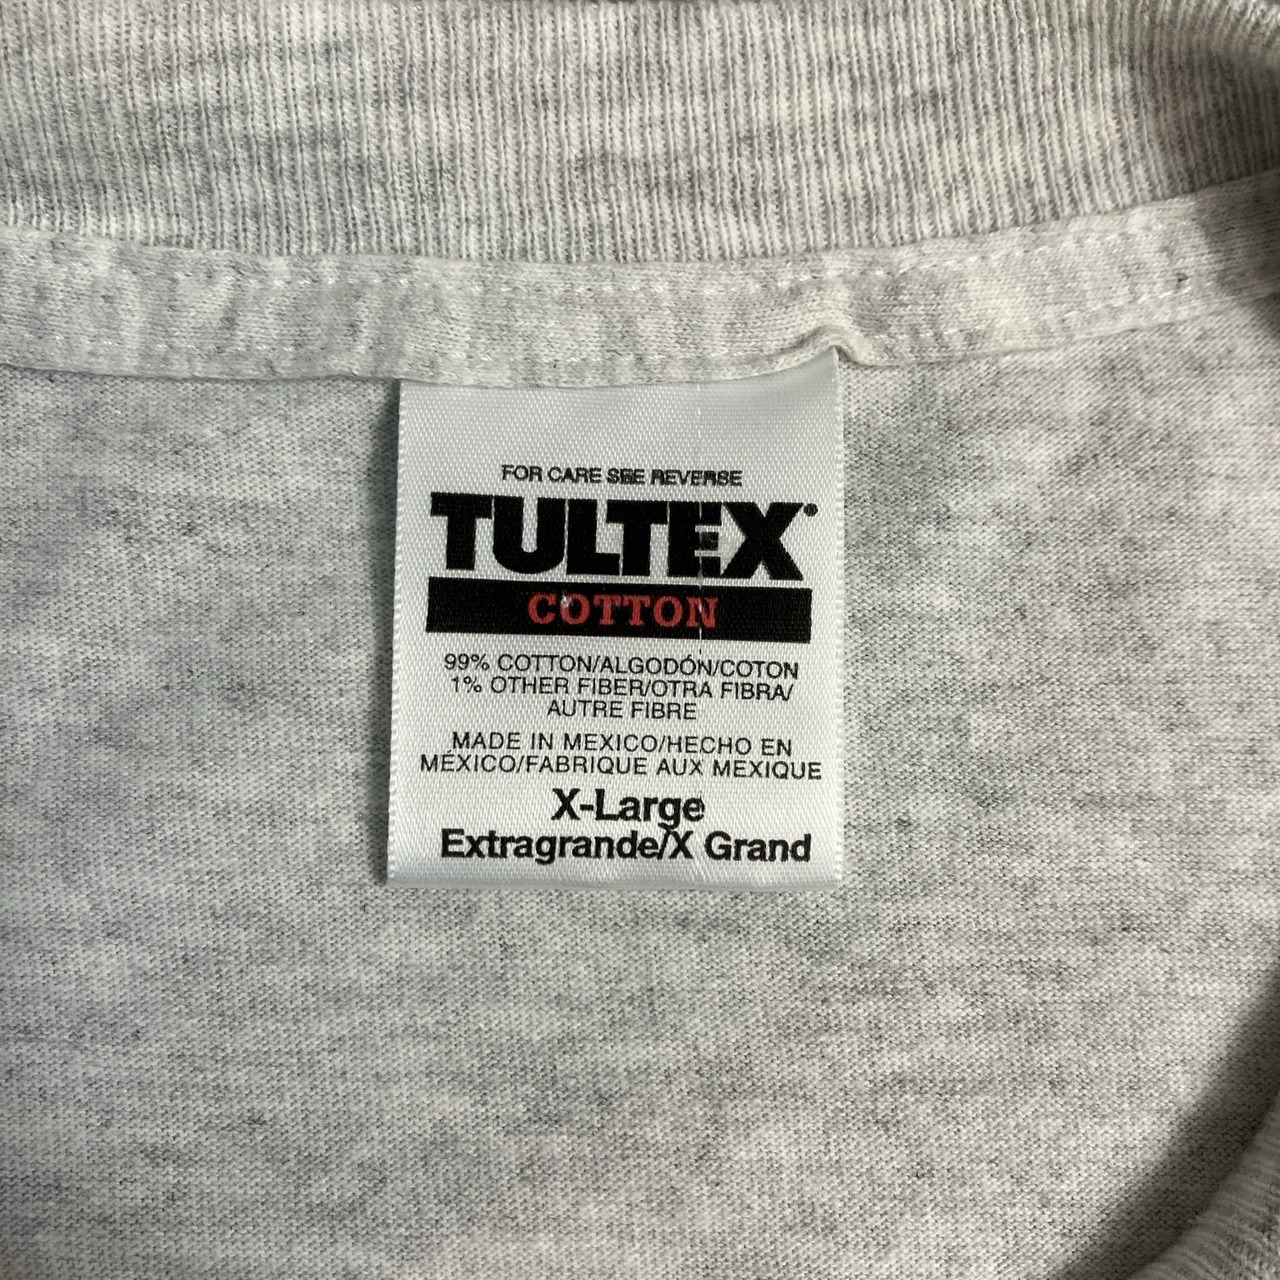 FOR CARE SEE REVERSE
TULTEX®
COTTON
99% COTTON/ALGODÓN/COTON
1% OTHER FIBER/OTRA FIBRA/
AUTRE FIBRE
MADE IN MEXICO/HECHO EN
MÉXICO/FABRIQUE AUX MEXIQUE
X-Large
Extragrande/X Grand